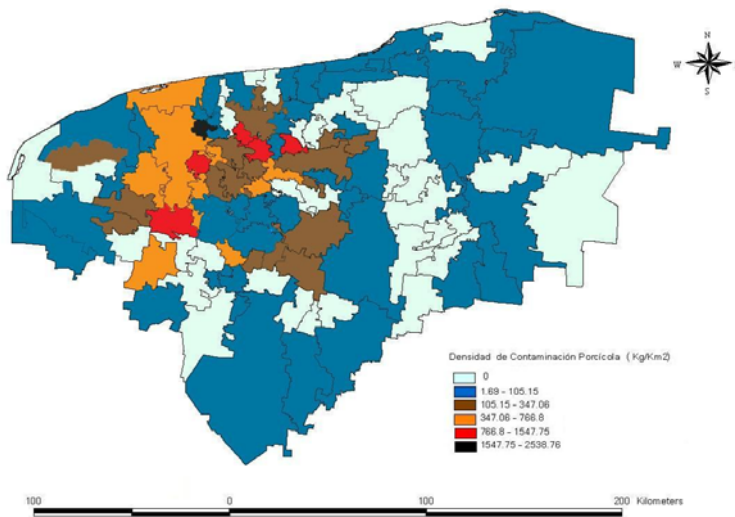 N
W
S
Densidad de Contaminación Porcícola ( Kg/Km2)
0
1.69 - 105.15
105.15 - 347.06
347.06 - 766.8
766.8 - 1547.75
1547.75 - 2538.76
100 0 100 200 Kilometers